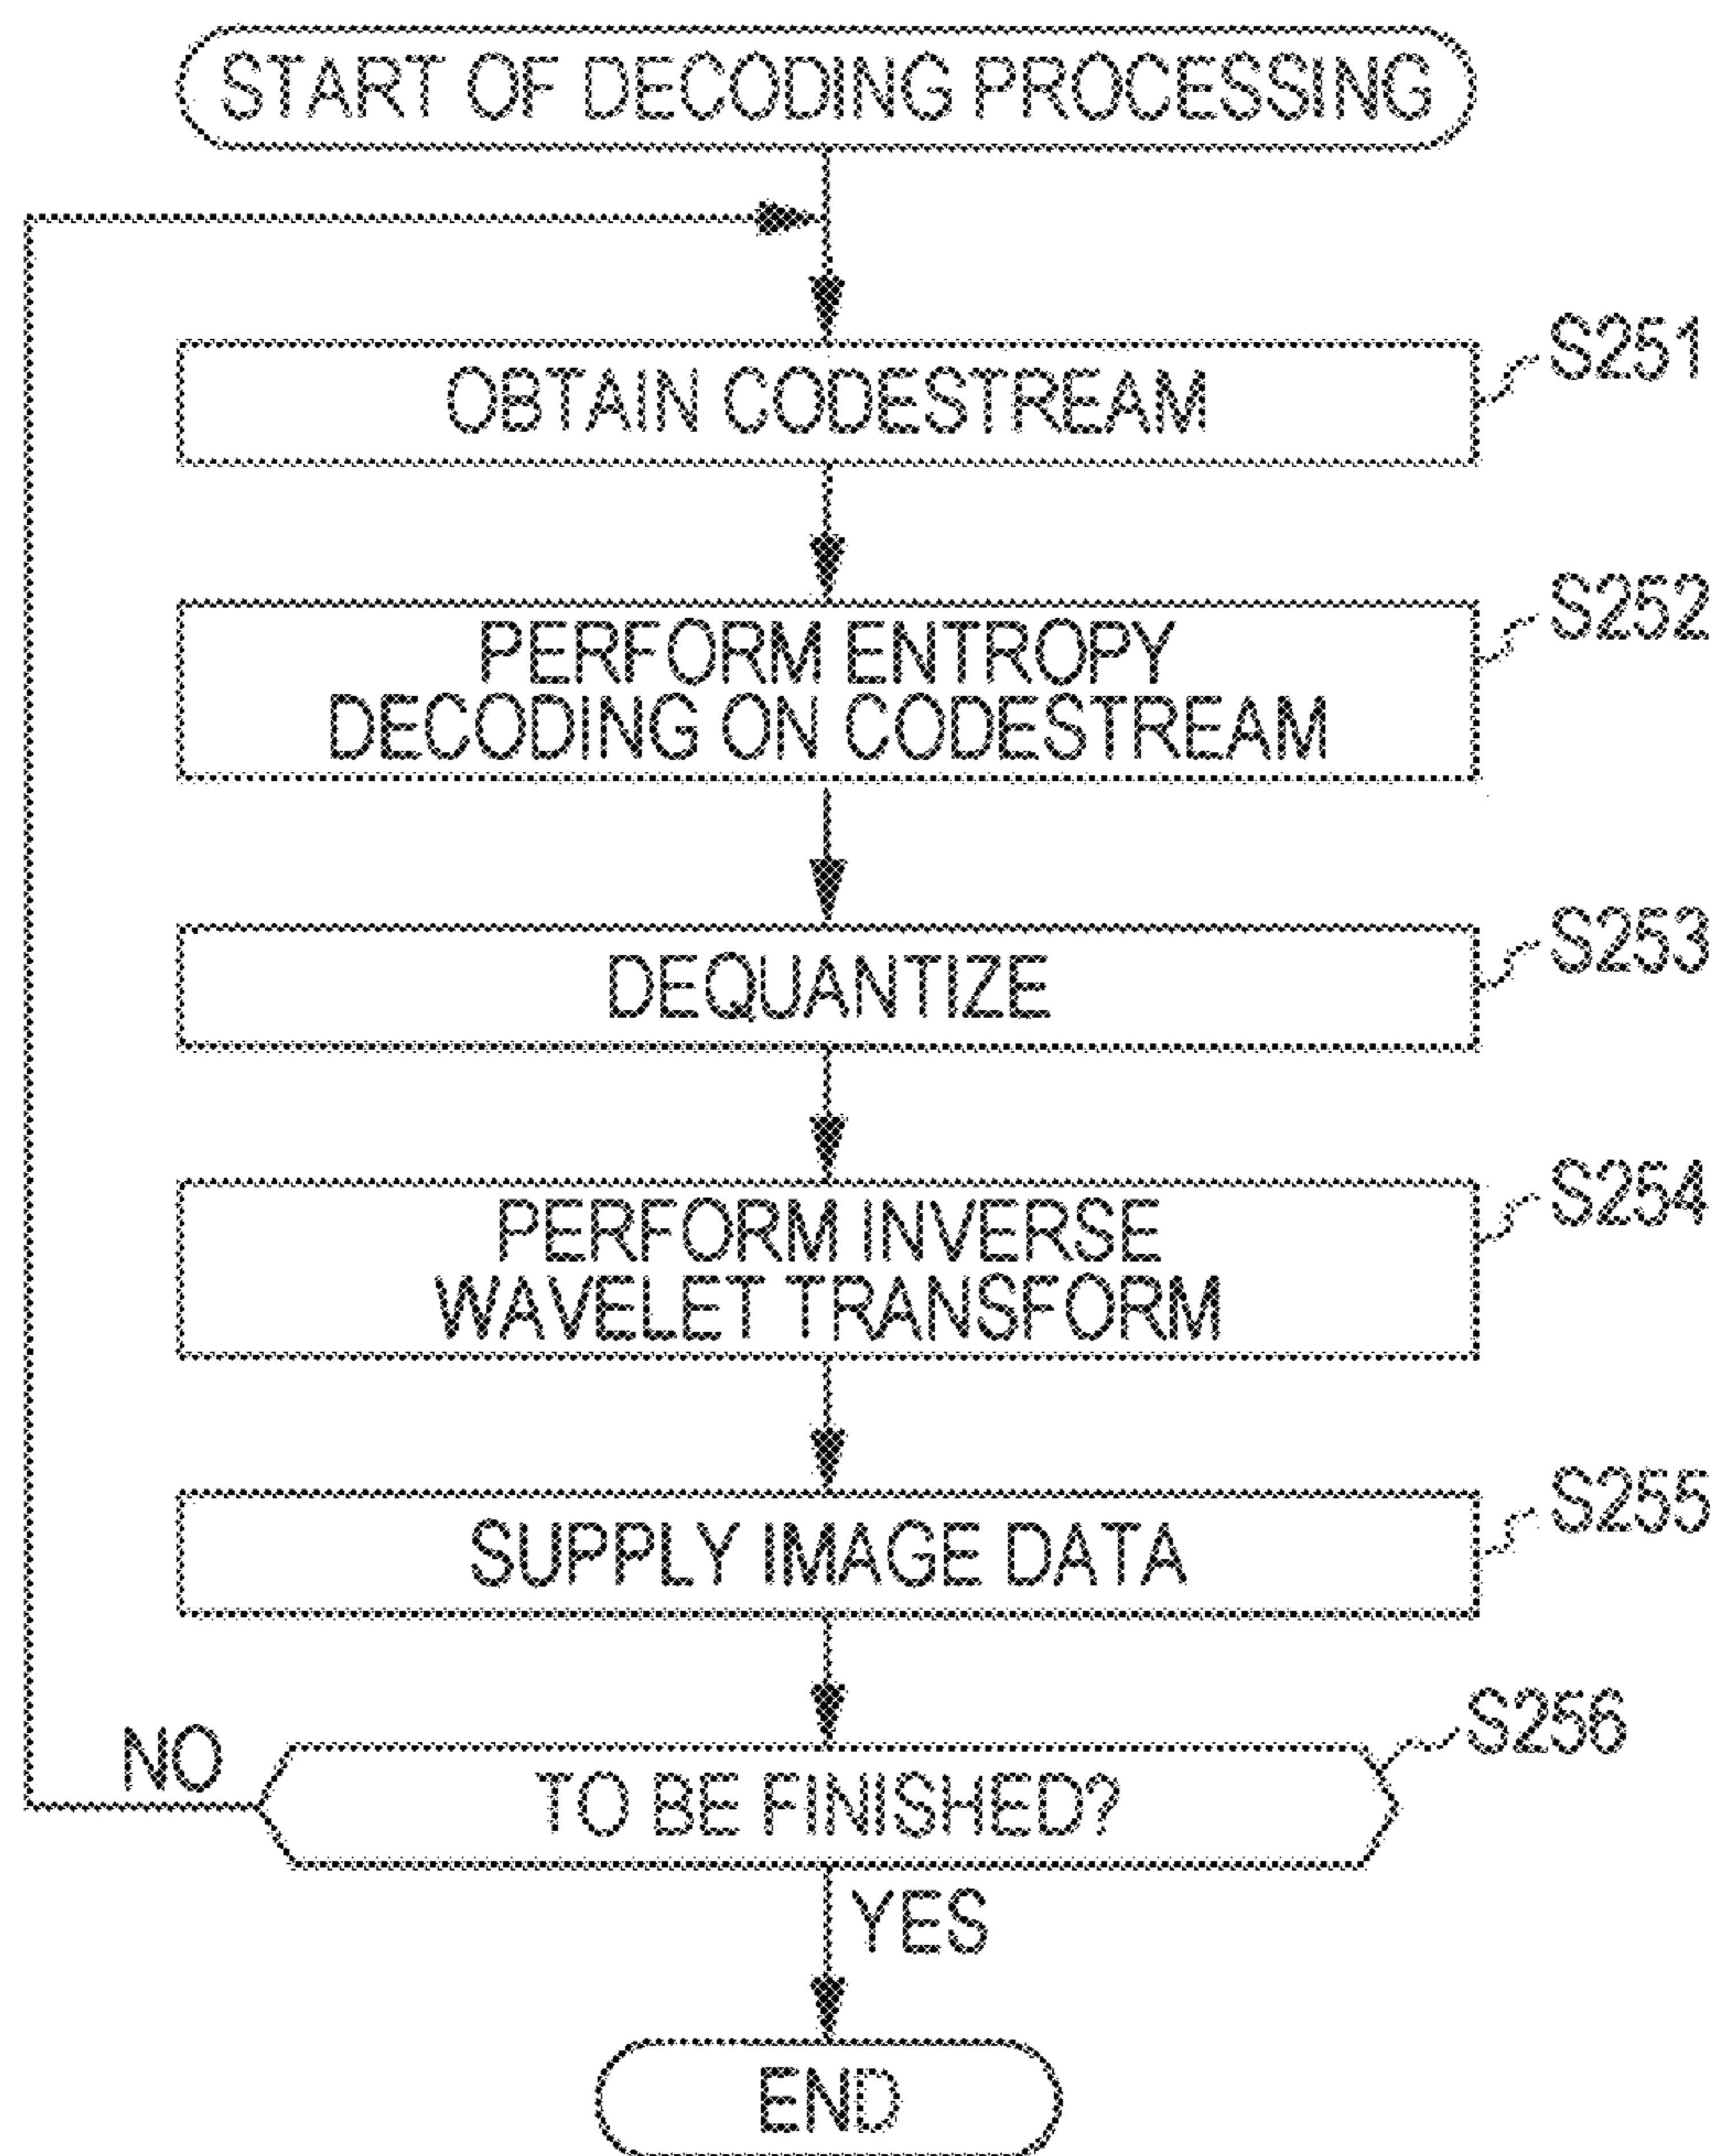 START OF DECODING PROCESSING
OBTAIN CODESTREAM
S251
PERFORM ENTROPY
DECODING ON CODESTREAM
S252
DEQUANTIZE
S253
PERFORM INVERSE
WAVELET TRANSFORM
S254
SUPPLY IMAGE DATA
S255
TO BE FINISHED?
S256
NO
YES
END